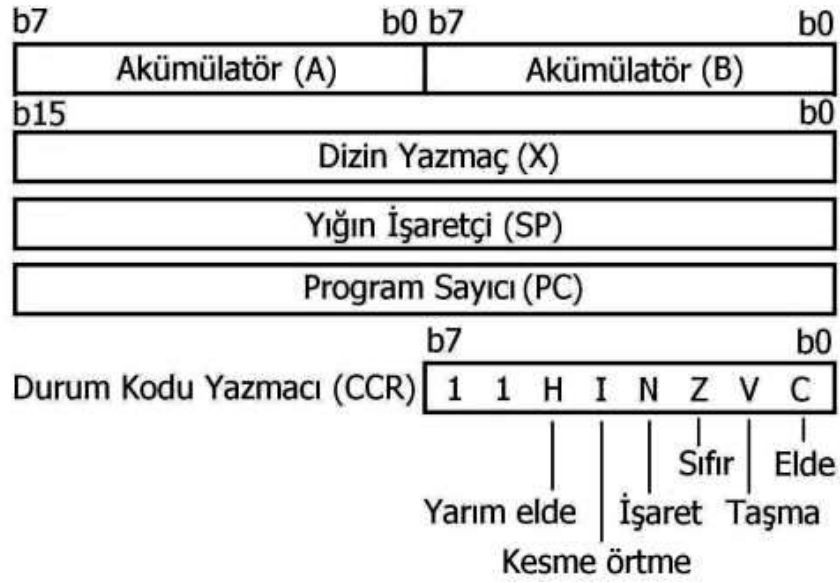 b7 b0 b7 b0
Akümülatör (A) Akümülatör (B)
b15 b0
Dizin Yazmaç (X)
Yığın İşaretçi (SP)
Program Sayıcı (PC)
b7 b0
Durum Kodu Yazmacı (CCR) 1 1 H I N Z V C
Sıfır Elde
Yarım elde İşaret Taşma
Kesme örtme